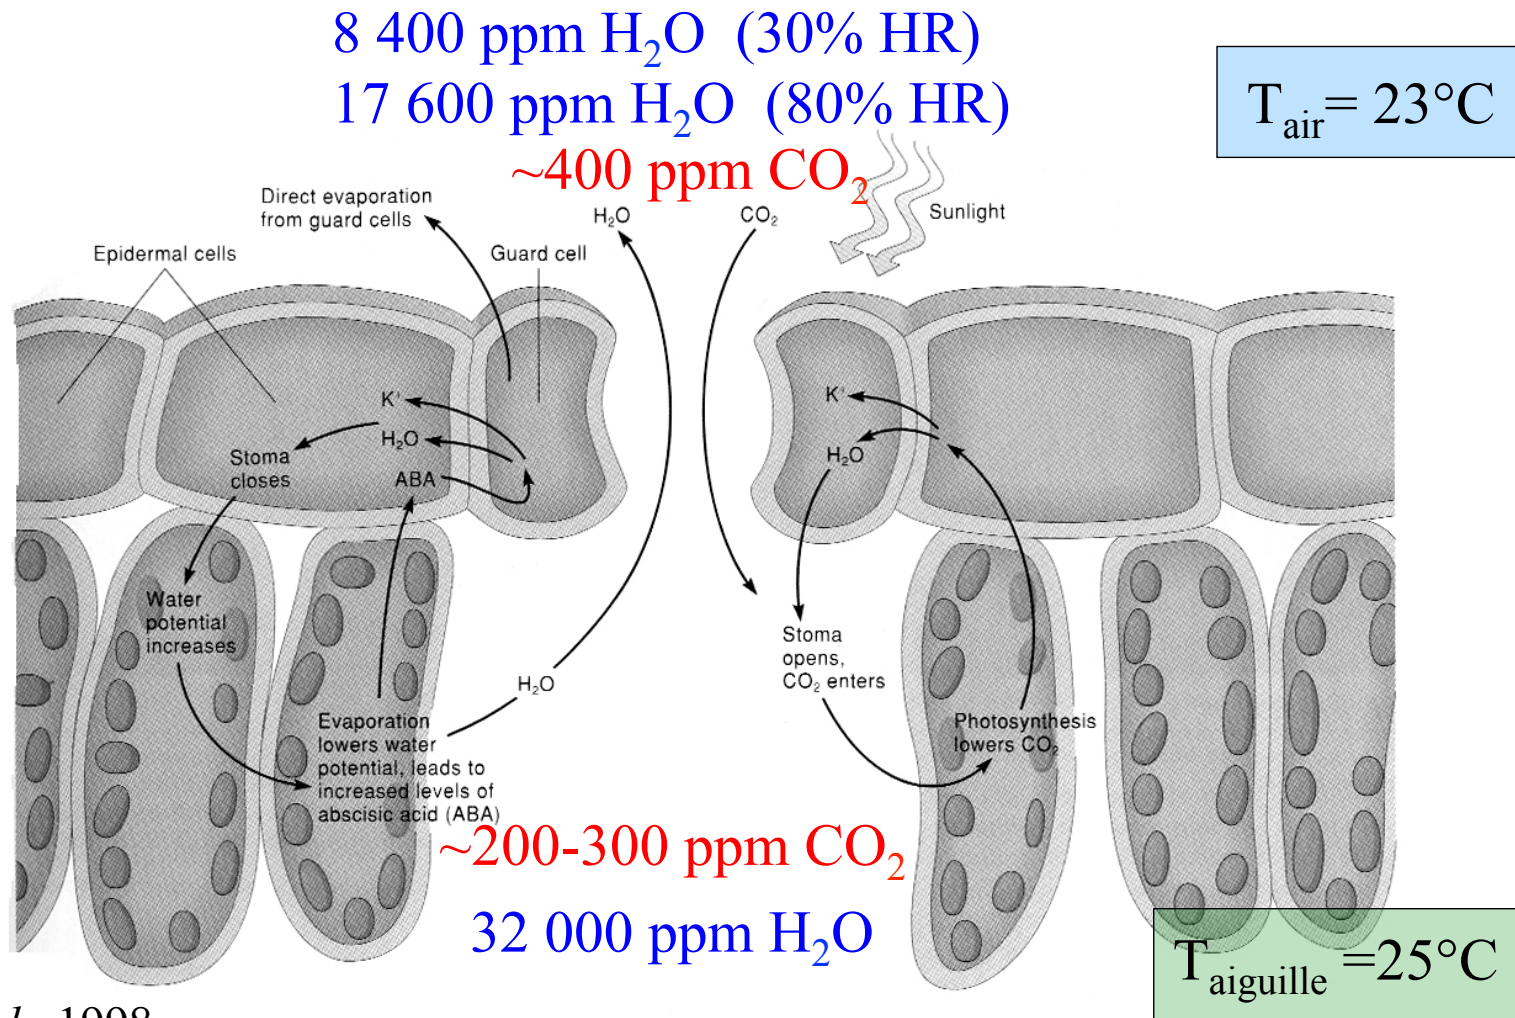 8 400 ppm H₂O (30% HR)
17 600 ppm H₂O (80% HR)
T air = 23°C
~400 ppm CO₂
Direct evaporation
from guard cells
H₂O
CO₂
Sunlight
Epidermal cells
Guard cell
K⁺
H₂O
Stoma
closes
ABA
K⁺
H₂O
Water
potential
increases
Stoma
opens,
CO₂ enters
H₂O
Evaporation
lowers water
potential, leads to
increased levels of
abscisic acid (ABA)
Photosynthesis
lowers CO₂
~200-300 ppm CO₂
32 000 ppm H₂O
T aiguille =25°C
1998